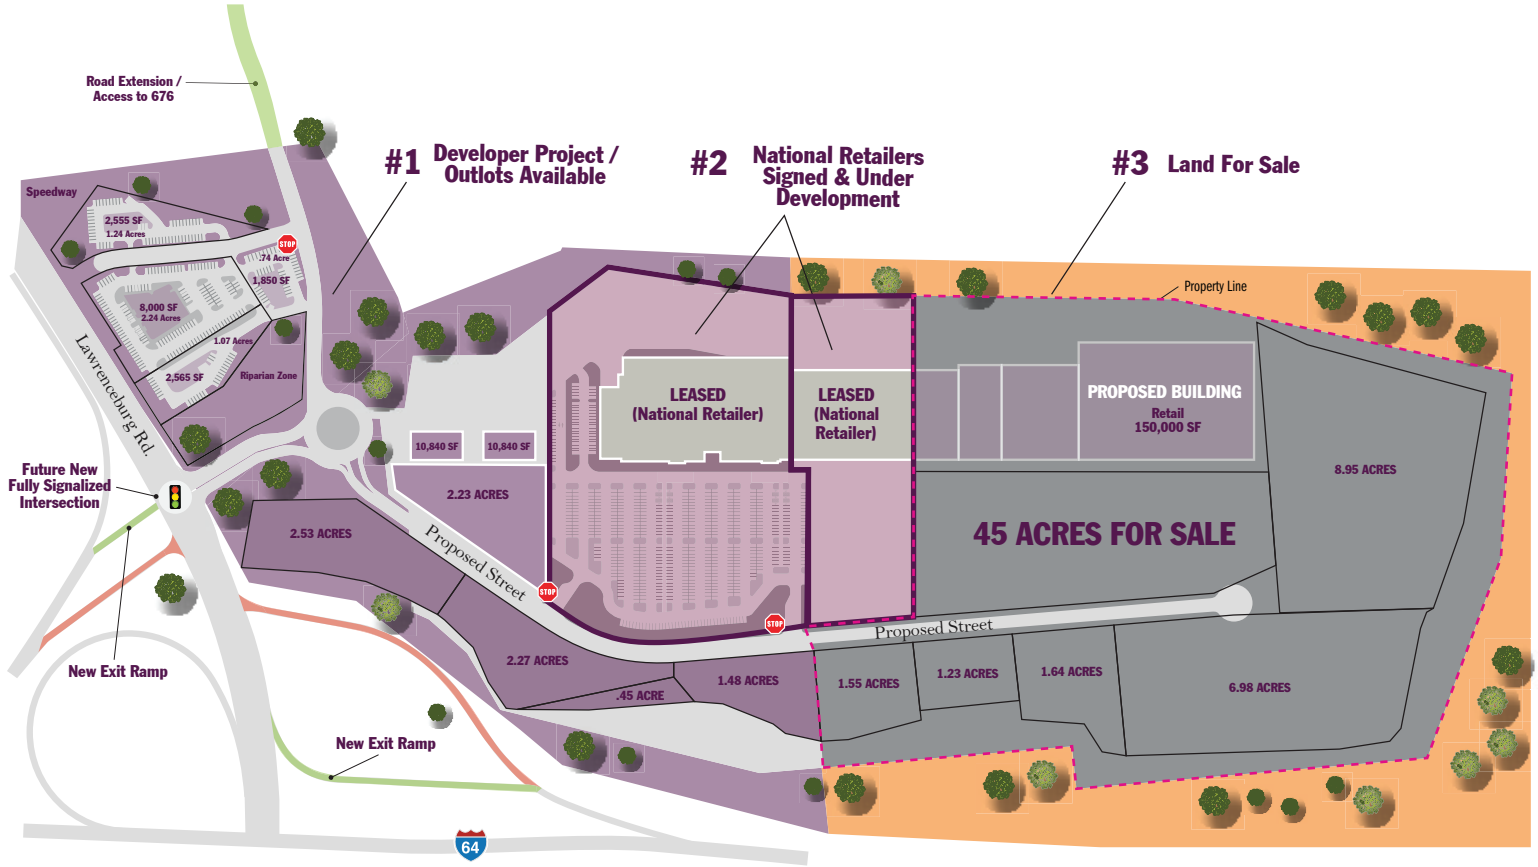 Road Extension /
Access to 676
#1 Developer Project /
Outlots Available
#2 National Retailers
Signed & Under
Development
#3 Land For Sale
Speedway
2,555 SF
1.24 Acres
STOP
.74 Acre
1,850 SF
8,000 SF
2.24 Acres
1.07 Acres
2,565 SF
Riparian Zone
Lawrenceburg Rd.
Property Line
LEASED
(National Retailer)
LEASED
(National
Retailer)
PROPOSED BUILDING
Retail
150,000 SF
10,840 SF
10,840 SF
8.95 ACRES
Future New
Fully Signalized
Intersection
2.23 ACRES
2.53 ACRES
45 ACRES FOR SALE
Proposed Street
STOP
STOP
Proposed Street
New Exit Ramp
2.27 ACRES
.45 ACRE
1.48 ACRES
1.55 ACRES
1.23 ACRES
1.64 ACRES
6.98 ACRES
New Exit Ramp
64